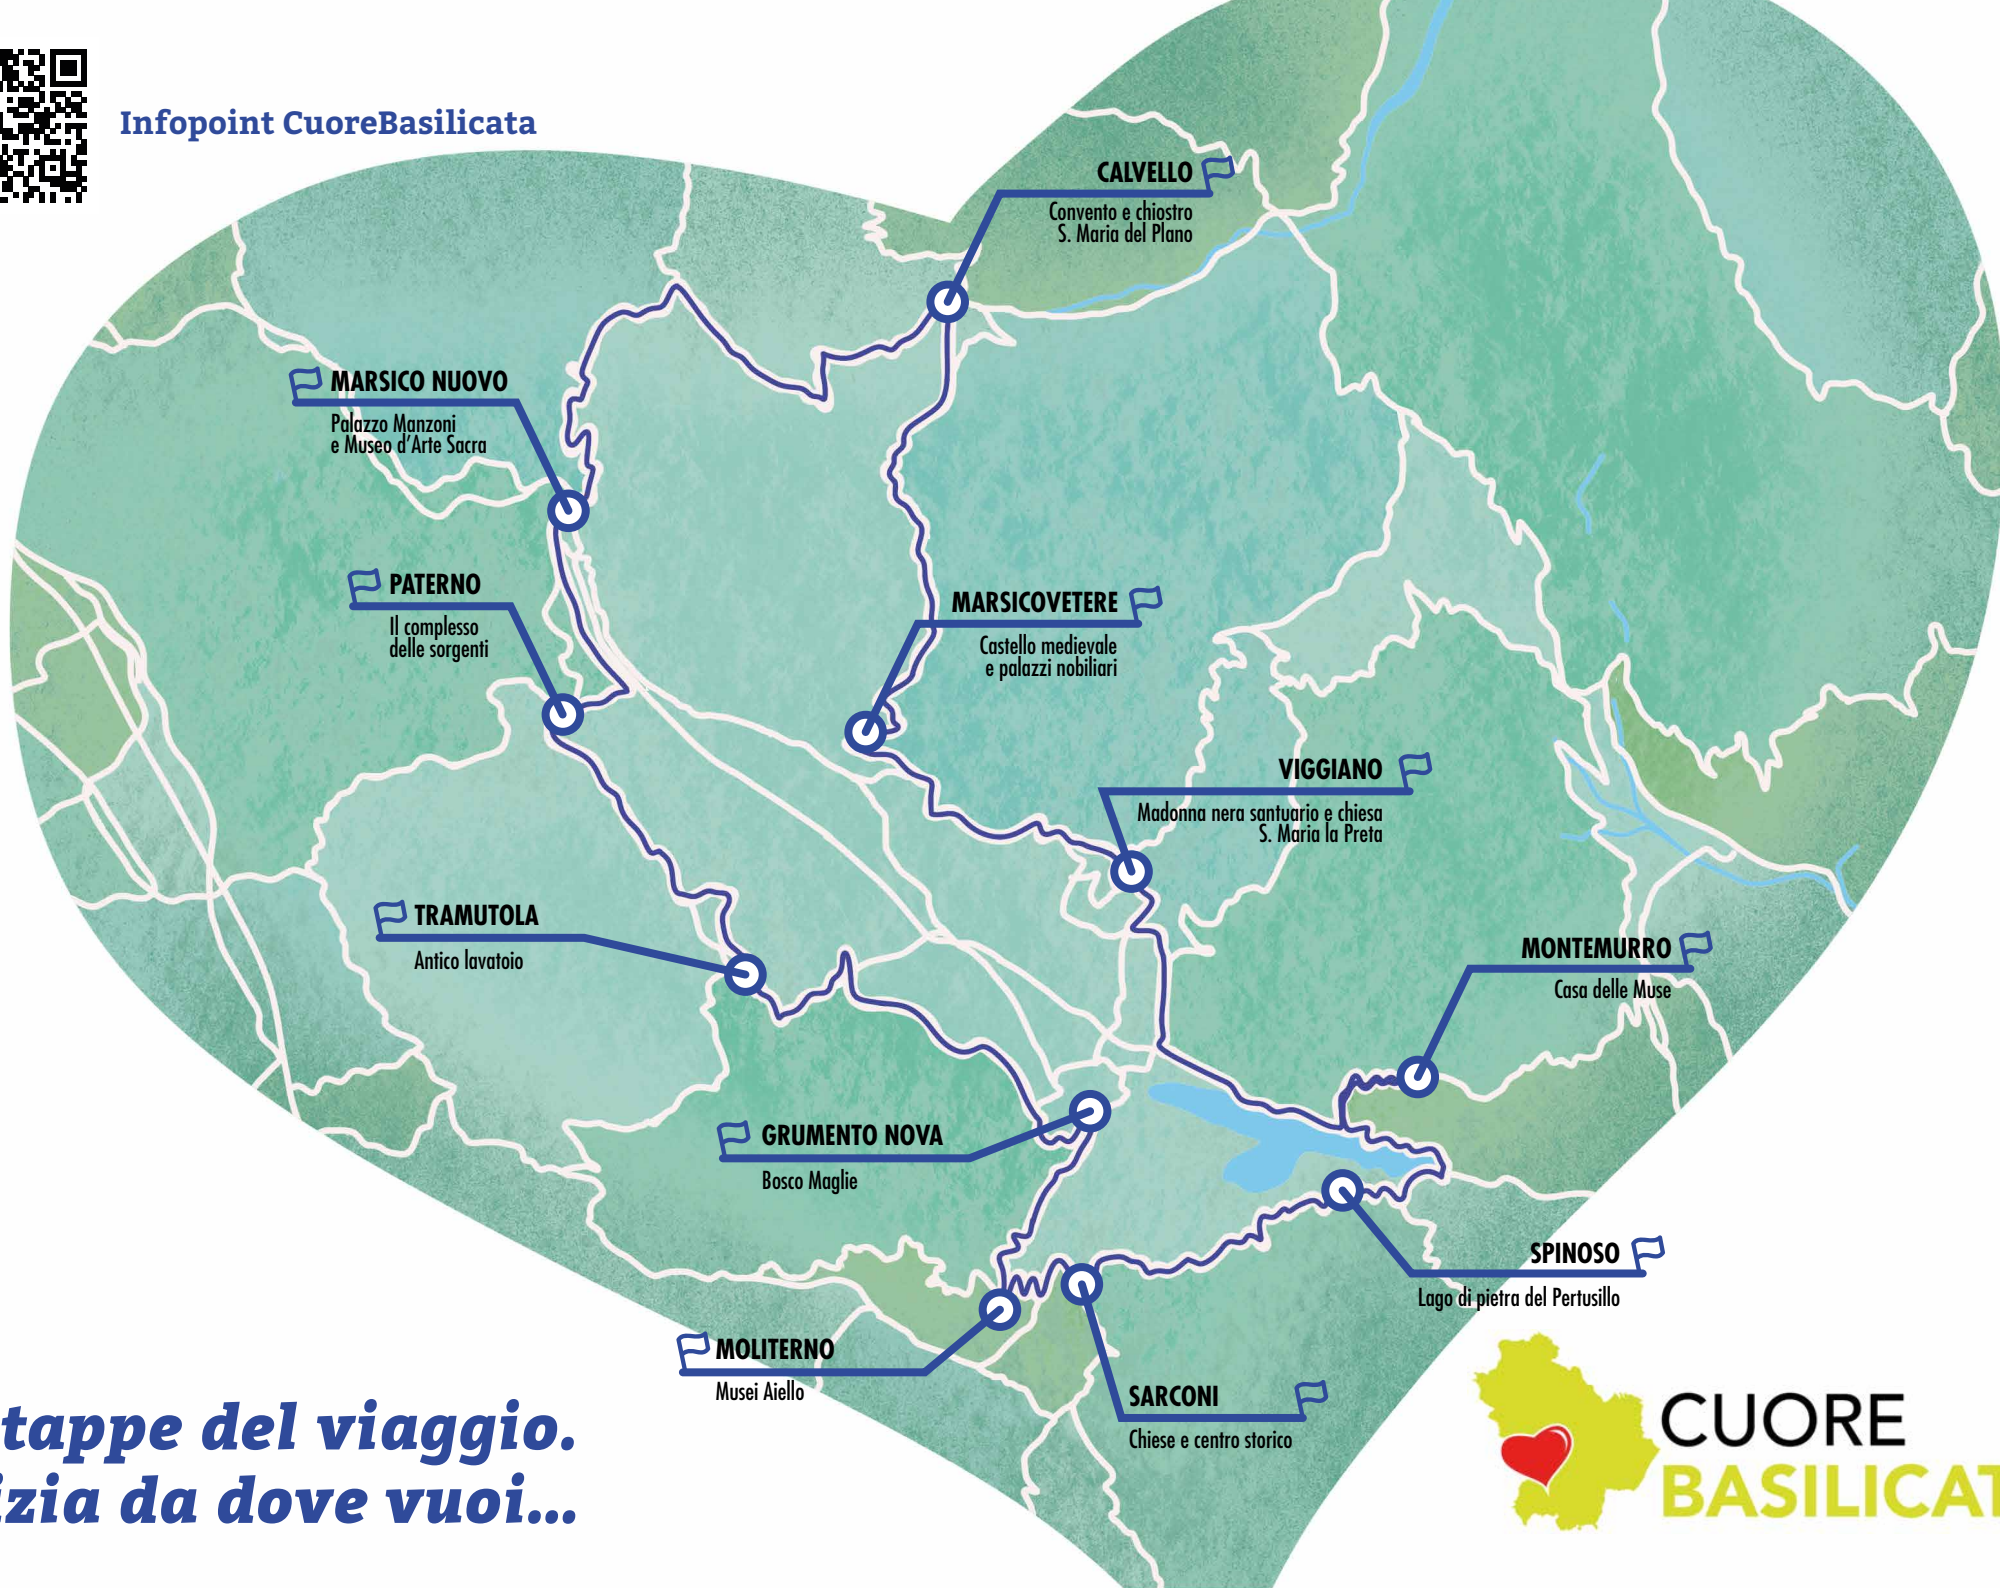 Infopoint CuoreBasilicata
CALVELLO
Convento e chiostro
S. Maria del Plano
MARSICO NUOVO
Palazzo Manzoni
e Museo d'Arte Sacra
PATERNO
Il complesso
delle sorgenti
MARSICOVETERE
Castello medievale
e palazzi nobiliari
VIGGIANO
Madonna nera santuario e chiesa
S. Maria la Preta
TRAMUTOLA
Antico lavatoio
MONTEMURRO
Casa delle Muse
GRUMENTO NOVA
Bosco Maglie
SPINOSO
Lago di pietra del Pertusillo
MOLITERNO
Musei Aiello
SARCONI
Chiese e centro storico
tappe del viaggio.
izia da dove vuoi...
CUORE
BASILICAT